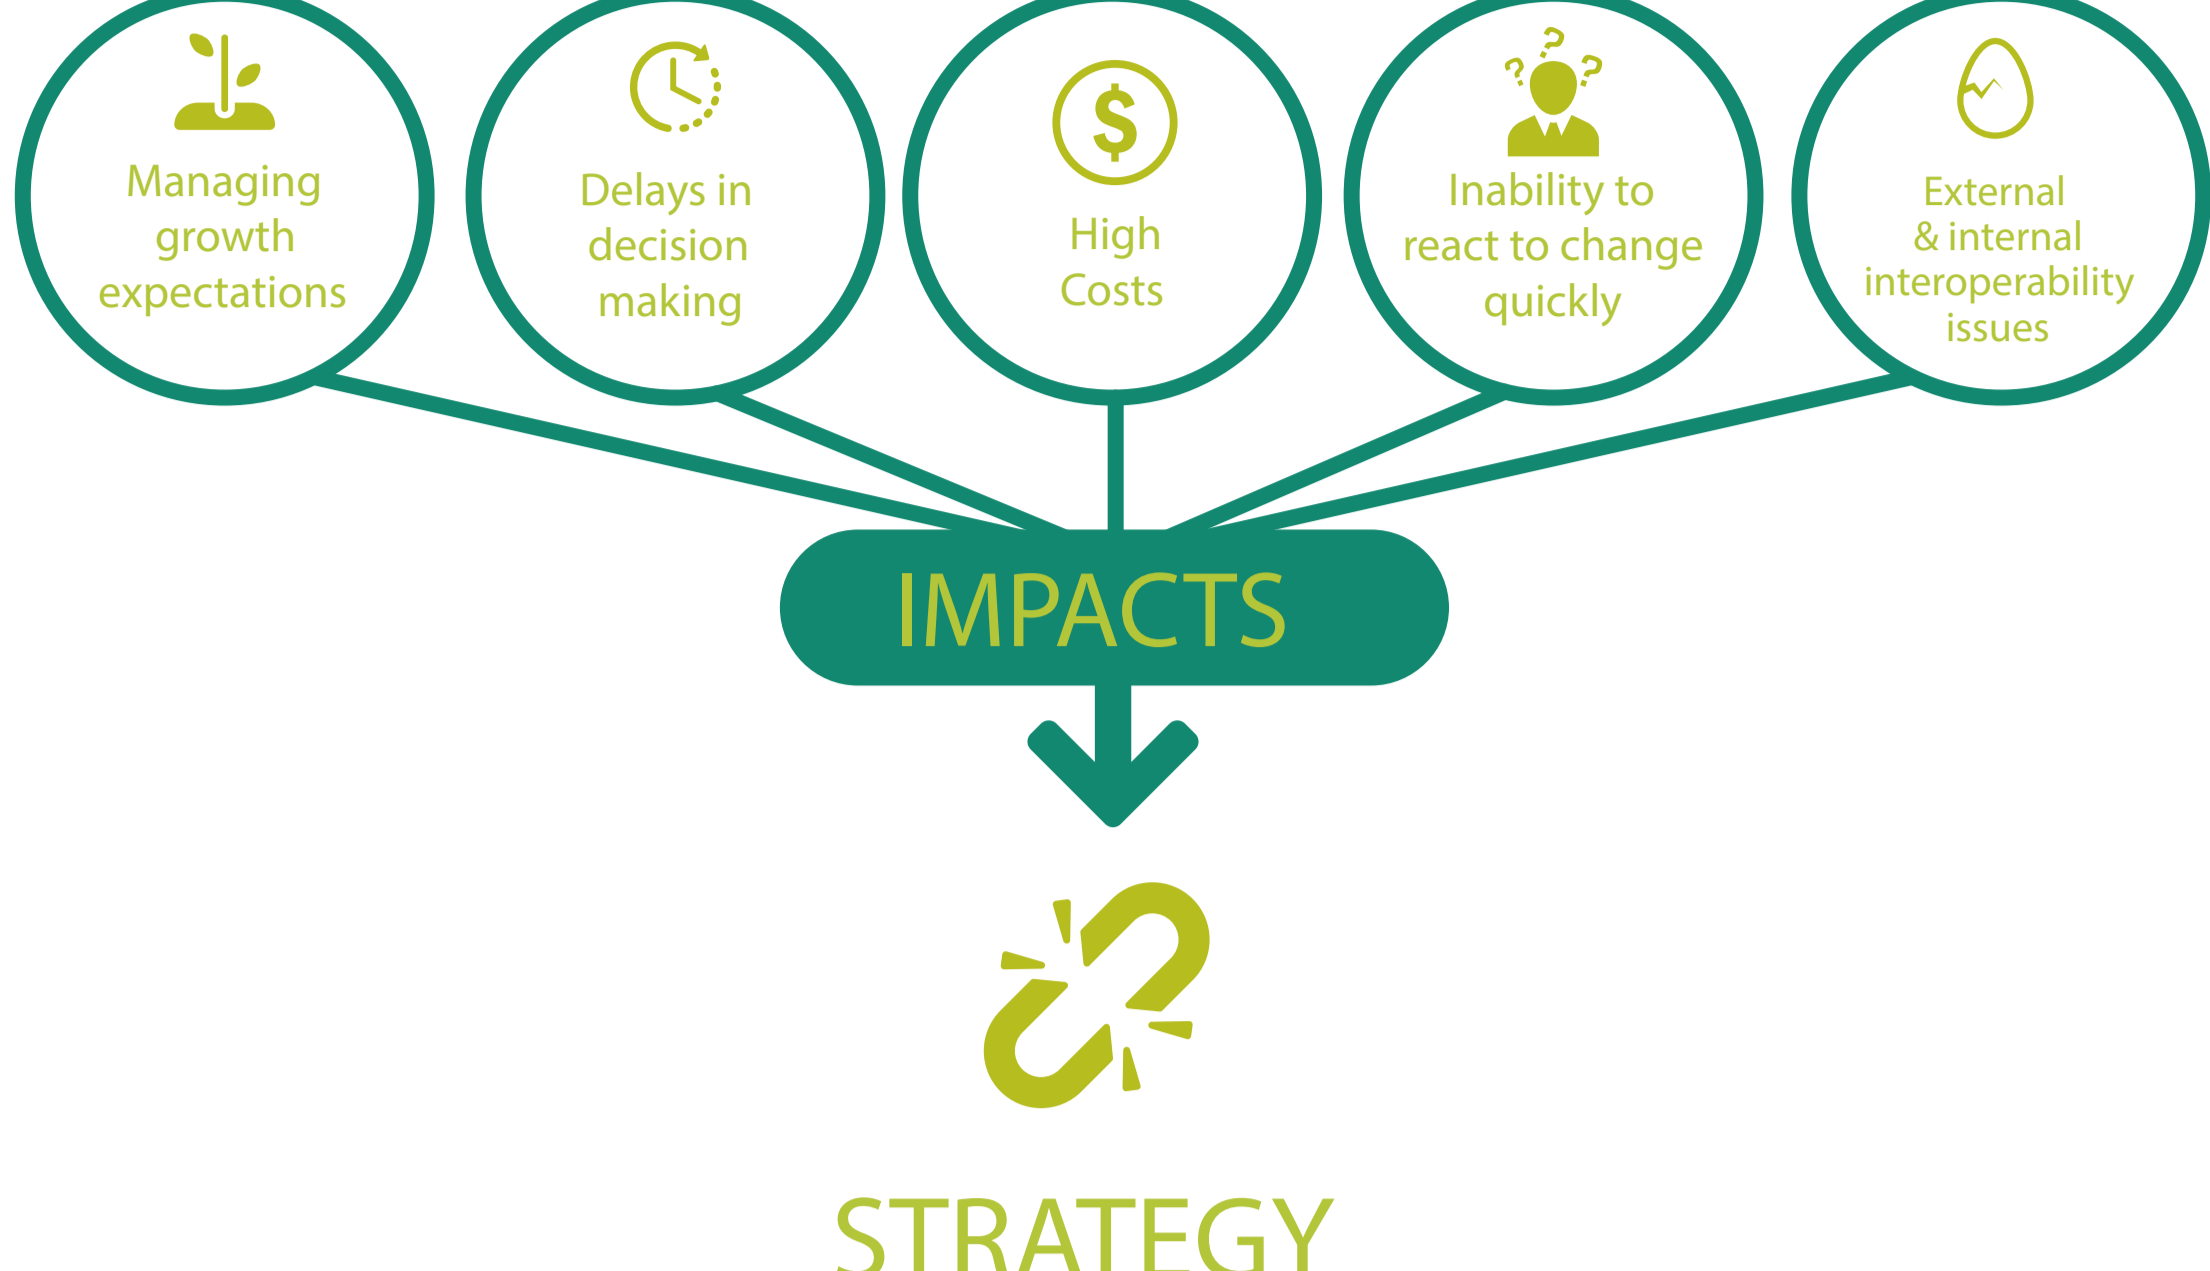 Managing
growth
expectations
Delays in
decision
making
$
High
Costs
? ? ?
Inability to
react to change
quickly
External
& internal
interoperability
issues
IMPACTS
STRATEGY